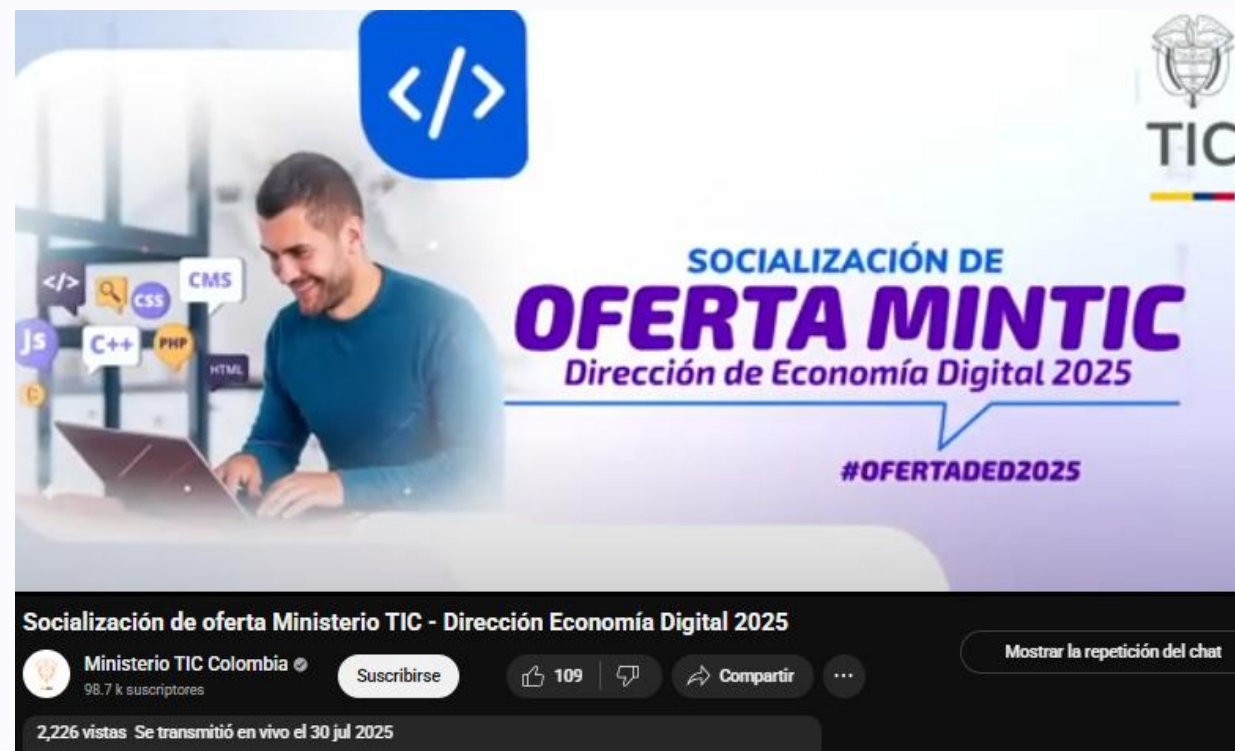 </>
TIC
SOCIALIZACIÓN DE
OFERTA MINTIC
Dirección de Economía Digital 2025
#OFERTADED2025
</>
CSS
CMS
Js
C++
PHP
HTML
C
Socialización de oferta Ministerio TIC - Dirección Economía Digital 2025
Ministerio TIC Colombia
98.7 k suscriptores
Suscribirse
109
Compartir
...
Mostrar la repetición del chat
2,226 vistas Se transmitió en vivo el 30 jul 2025